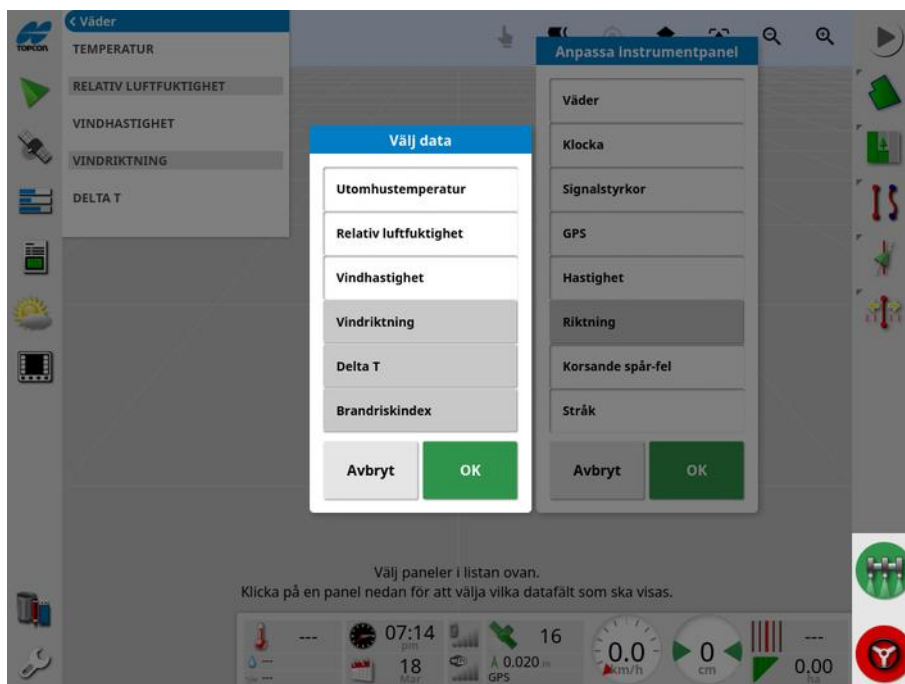 TOPCON
Väder
TEMPERATUR
RELATIV LUFTFUKTIGHET
VINDHASTIGHET
VINDRIKTNING
DELTA T
Välj data
Utomhustemperatur
Relativ luftfuktighet
Vindhastighet
Vindriktning
Delta T
Brandriskindex
Avbryt
OK
Anpassa instrumentpanel
Väder
Klocka
Signalstyrkor
GPS
Hastighet
Riktning
Korsande spår-fel
Stråk
Avbryt
OK
Välj paneler i listan ovan.
Klicka på en panel nedan för att välja vilka datafält som ska visas.
---
---
---
07:14
pm
18
Mar
16
0.020 m
GPS
0.0
km/h
0
cm
---
0.00
ha